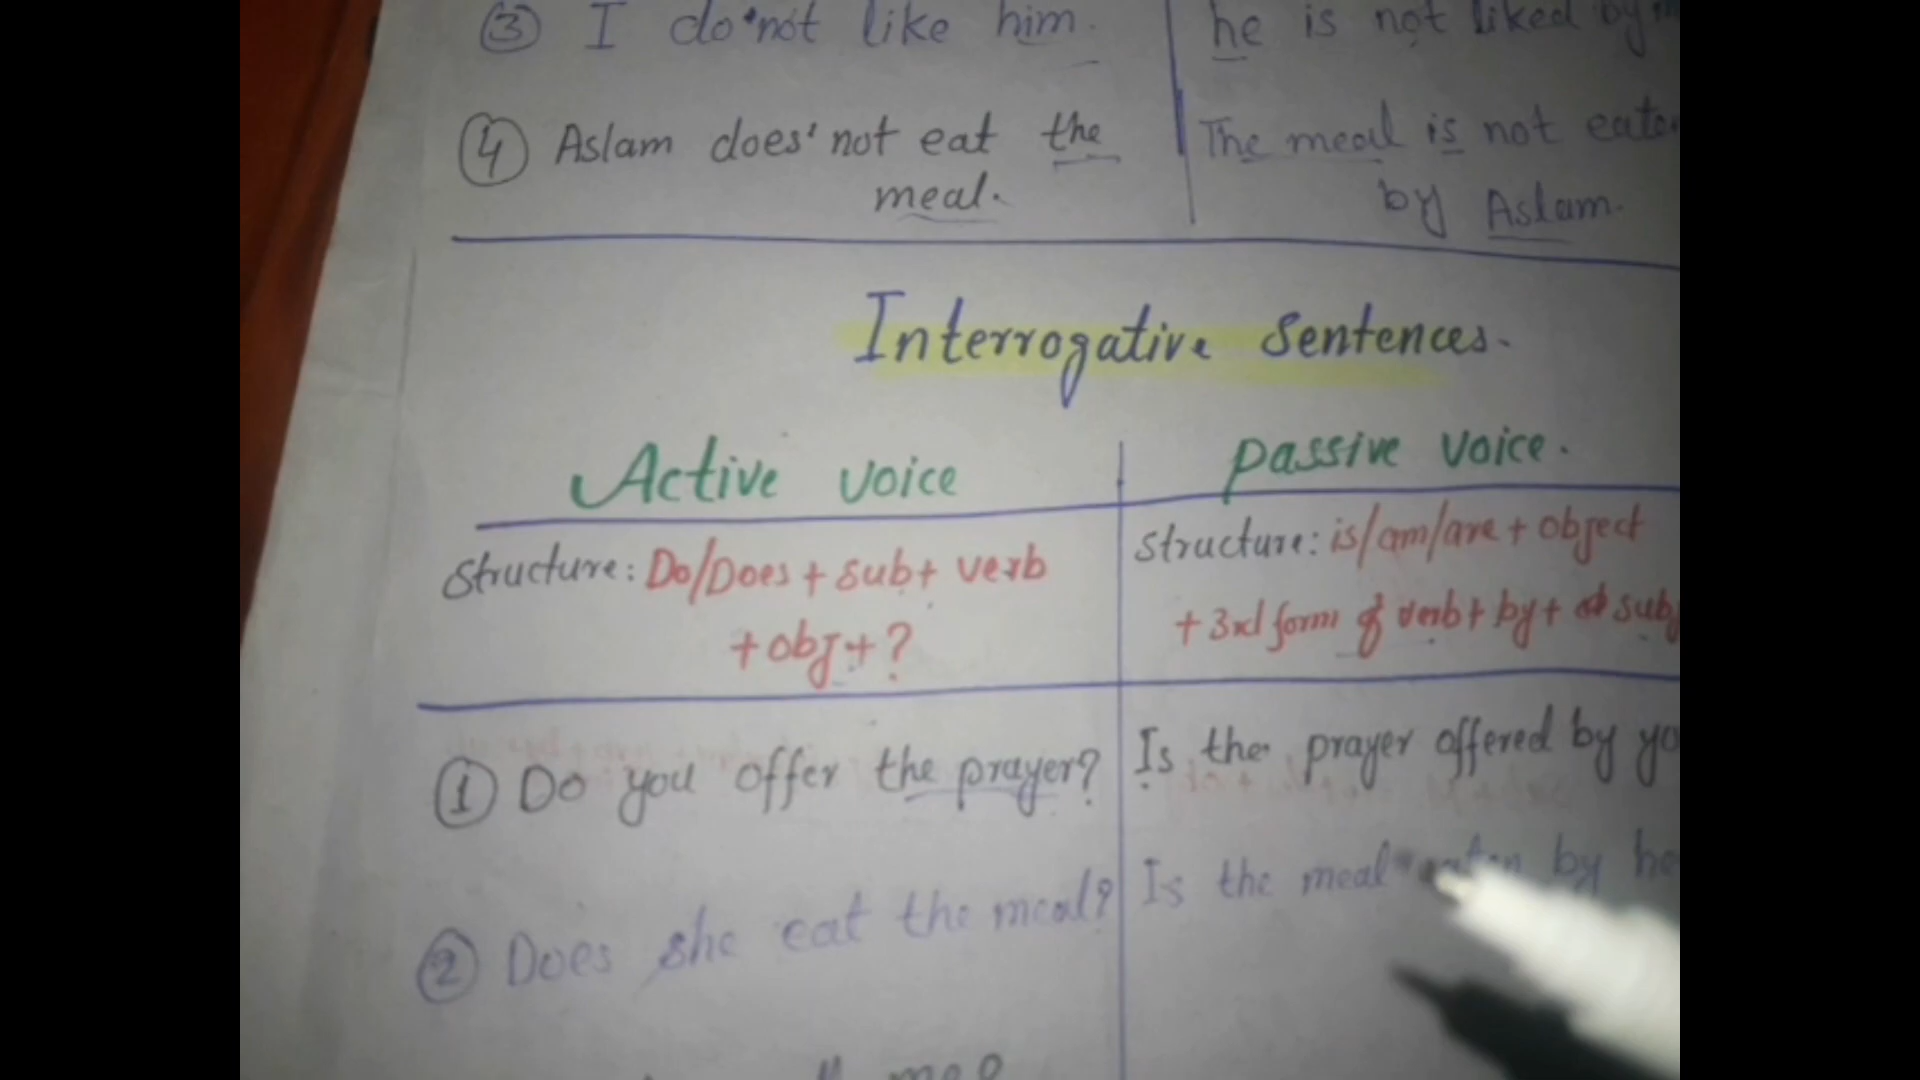 ③ I do'not like him.
he is not liked by
④ Aslam does'not eat the
meal.
The meal is not
by Aslam.
Interrogative Sentences.
Active voice
passive voice.
Structure: Do/Does + sub + verb
+ obj + ?
Structure: is/am/are + object
+ 3rd form of verb + by + sub
① Do you offer the prayer?
Is the prayer offered by
② Does she eat the meal?
Is the meal eaten by